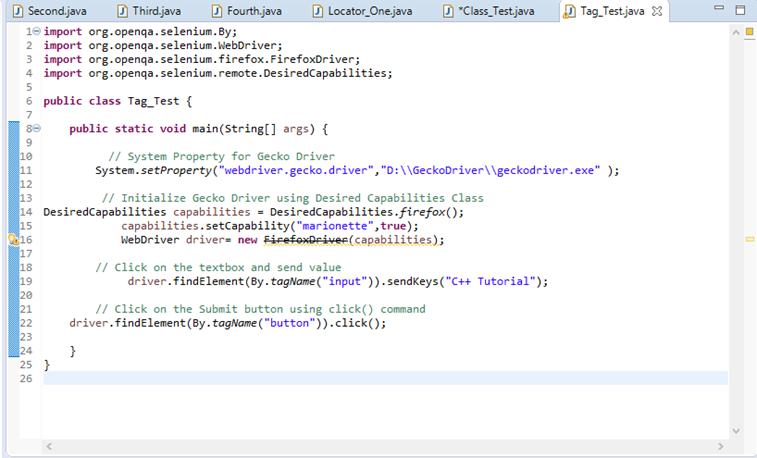 Second.java Third.java Fourth.java Locator_One.java *Class_Test.java Tag_Test.java
1 import org.openqa.selenium.By;
2 import org.openqa.selenium.WebDriver;
3 import org.openqa.selenium.firefox.FirefoxDriver;
4 import org.openqa.selenium.remote.DesiredCapabilities;
5
6 public class Tag_Test {
7
8 public static void main(String[] args) {
9
10 // System Property for Gecko Driver
11 System.setProperty("webdriver.gecko.driver","D:\\GeckoDriver\\geckodriver.exe" );
12
13 // Initialize Gecko Driver using Desired Capabilities Class
14 DesiredCapabilities capabilities = DesiredCapabilities.firefox();
15 capabilities.setCapability("marionette",true);
16 WebDriver driver= new FirefoxDriver(capabilities);
17
18 // Click on the textbox and send value
19 driver.findElement(By.tagName("input")).sendKeys("C++ Tutorial");
20
21 // Click on the Submit button using click() command
22 driver.findElement(By.tagName("button")).click();
23
24 }
25 }
26